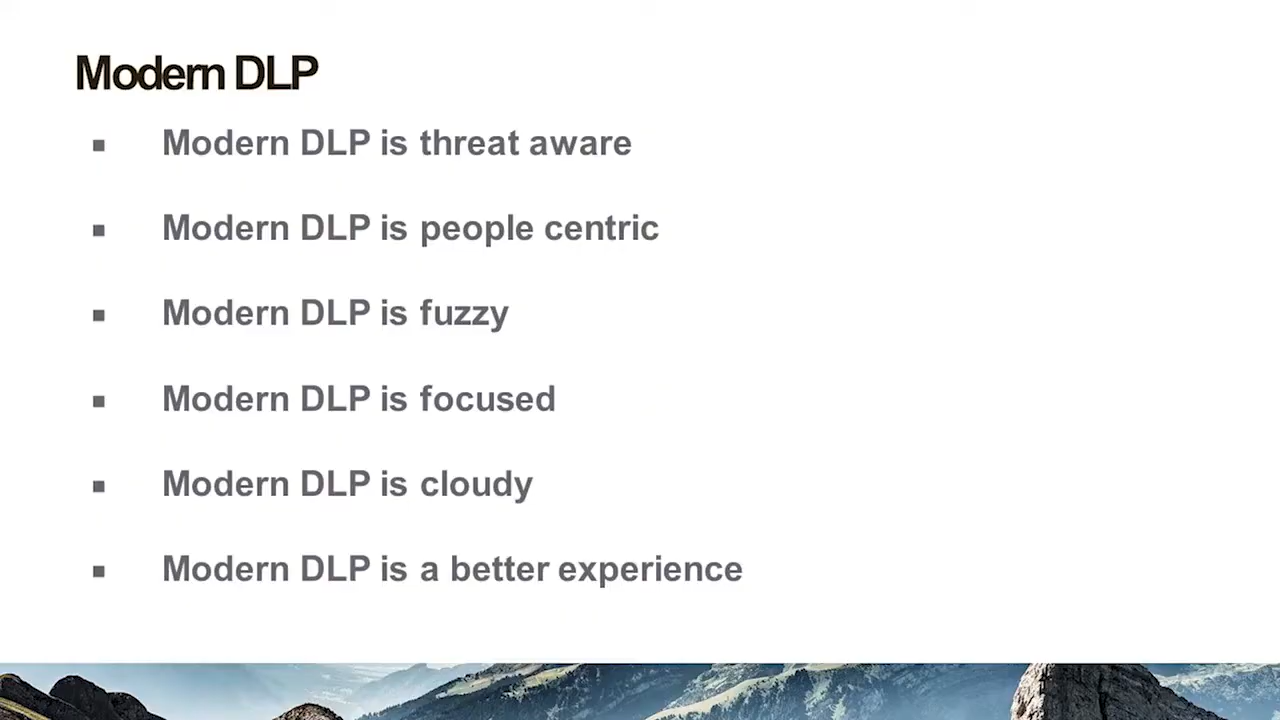 Modern DLP
▪ Modern DLP is threat aware
▪ Modern DLP is people centric
▪ Modern DLP is fuzzy
▪ Modern DLP is focused
▪ Modern DLP is cloudy
▪ Modern DLP is a better experience